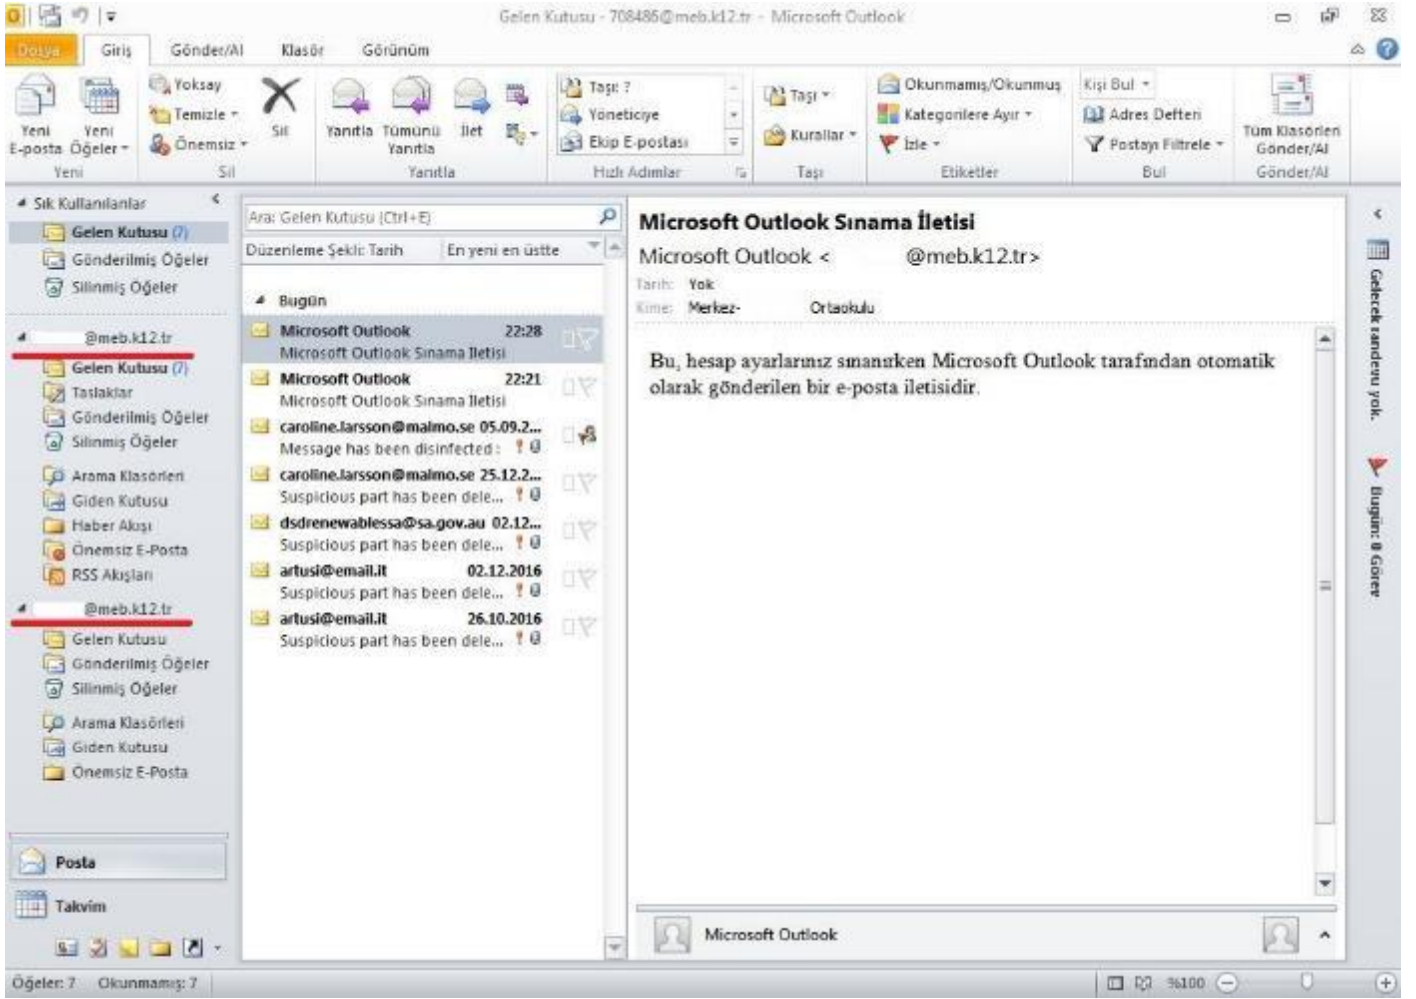 Gelen Kutusu - 708486@meb.k12.tr - Microsoft Outlook
Dosya Giriş Gönder/Al Klasör Görünüm
Yeni E-posta
Yeni Öğeler
Yoksay
Temizle
Önemsiz
Sil
Yanıtla
Tümünü Yanıtla
İlet
Taşı: ?
Yöneticiye
Ekip E-postası
Taşı
Kurallar
Okunmamış/Okunmuş
Kategorilere Ayır
İzle
Kişi Bul
Adres Defteri
Postayı Filtrele
Tüm Klasörleri Gönder/Al
Yeni Sil Yanıtla Hızlı Adımlar Taşı Etiketler Bul Gönder/Al
Sık Kullanılanlar
Gelen Kutusu (7)
Gönderilmiş Öğeler
Silinmiş Öğeler
@meb.k12.tr
Gelen Kutusu (7)
Taslaklar
Gönderilmiş Öğeler
Silinmiş Öğeler
Arama Klasörleri
Giden Kutusu
Haber Akışı
Önemsiz E-Posta
RSS Akışları
@meb.k12.tr
Gelen Kutusu
Gönderilmiş Öğeler
Silinmiş Öğeler
Arama Klasörleri
Giden Kutusu
Önemsiz E-Posta
Posta
Takvim
Ara: Gelen Kutusu (Ctrl+E)
Düzenleme Şekli: Tarih En yeni en üstte
Bugün
Microsoft Outlook 22:28
Microsoft Outlook Sınama İletisi
Microsoft Outlook 22:21
Microsoft Outlook Sınama İletisi
caroline.larsson@malmo.se 05.09.2...
Message has been disinfected :
caroline.larsson@malmo.se 25.12.2...
Suspicious part has been dele...
dsdrenewablessa@sa.gov.au 02.12...
Suspicious part has been dele...
artusi@email.it 02.12.2016
Suspicious part has been dele...
artusi@email.it 26.10.2016
Suspicious part has been dele...
Microsoft Outlook Sınama İletisi
Microsoft Outlook < @meb.k12.tr>
Tarih: Yok
Kime: Merkez- Ortaokulu
Bu, hesap ayarlarınız sınanırken Microsoft Outlook tarafından otomatik
olarak gönderilen bir e-posta iletisidir.
Microsoft Outlook
Gelecek randevu yok.
Bugün: 0 Görev
Öğeler: 7 Okunmamış: 7
%100